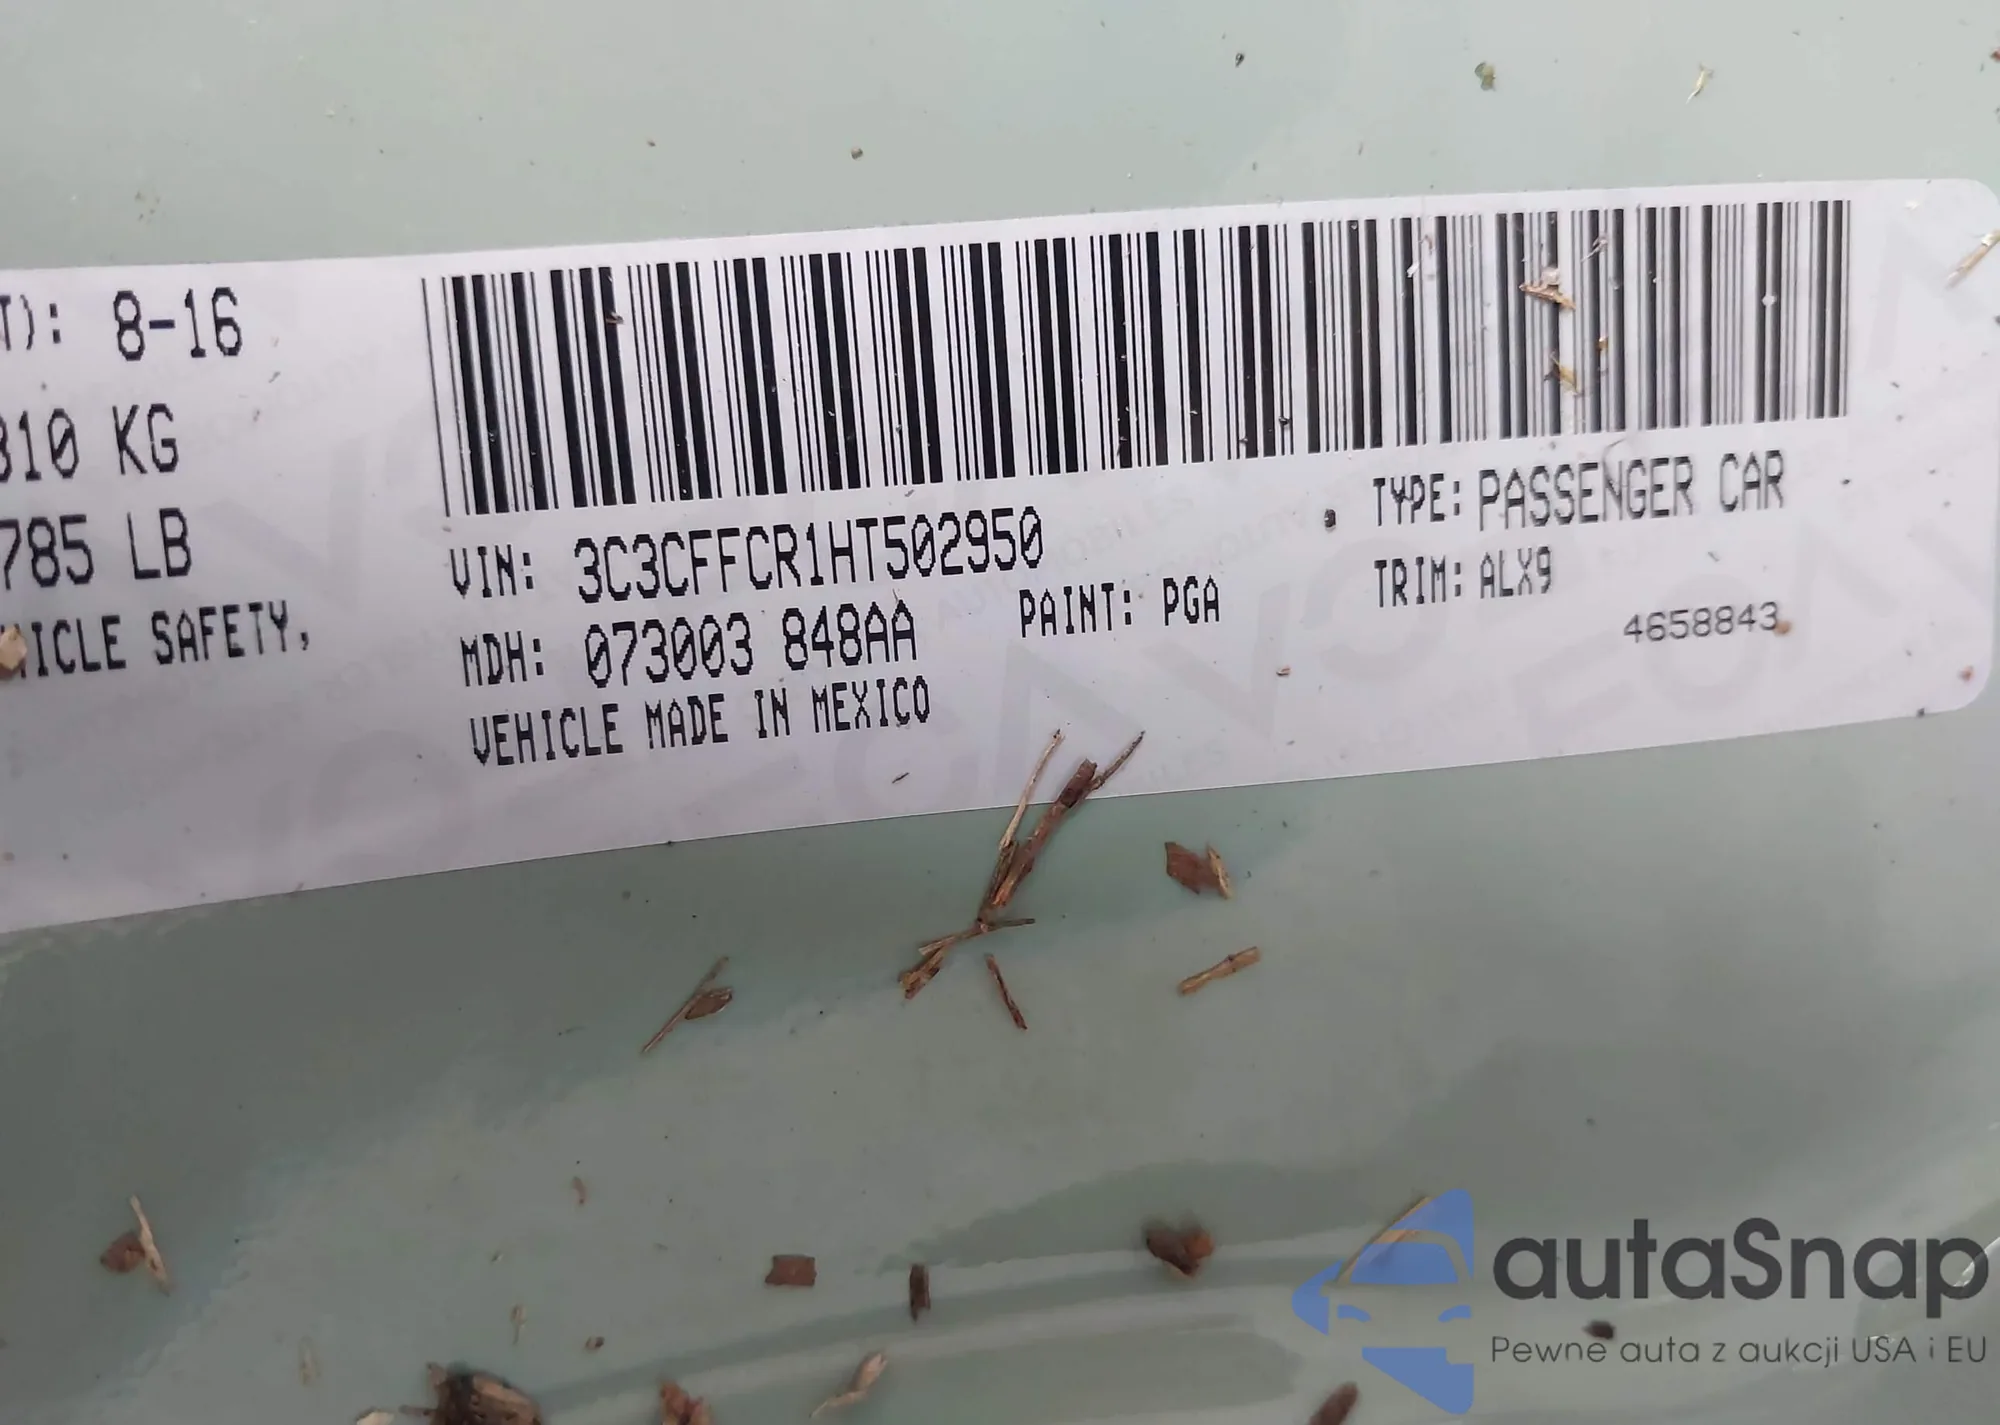 T): 8-16
310 KG
785 LB
HICLE SAFETY,
VIN: 3C3CFFCR1HT502950
MDH: 073003 848AA
PAINT: PGA
VEHICLE MADE IN MEXICO
TYPE: PASSENGER CAR
TRIM: ALX9
4658843
autaSnap
Pewne auta z aukcji USA i EU